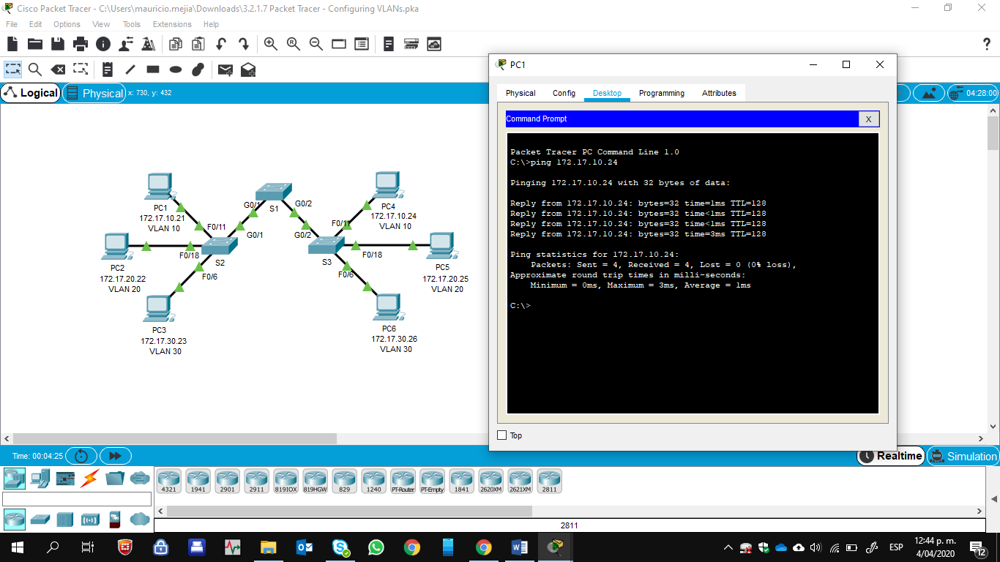 Cisco Packet Tracer - C:\Users\mauricio.mejia\Downloads\3.2.1.7 Packet Tracer - Configuring VLANs.pka
File Edit Options View Tools Extensions Help
Logical Physical x: 730, y: 432
04:28:00
PC1
172.17.10.21
VLAN 10
PC2
172.17.20.22
VLAN 20
PC3
172.17.30.23
VLAN 30
F0/11
F0/18
F0/6
S2
G0/1
G0/1
S1
G0/2
G0/2
S3
F0/11
F0/18
F0/6
PC4
172.17.10.24
VLAN 10
PC5
172.17.20.25
VLAN 20
PC6
172.17.30.26
VLAN 30
PC1
Physical Config Desktop Programming Attributes
Command Prompt
X
Packet Tracer PC Command Line 1.0
C:\>ping 172.17.10.24
Pinging 172.17.10.24 with 32 bytes of data:
Reply from 172.17.10.24: bytes=32 time=1ms TTL=128
Reply from 172.17.10.24: bytes=32 time<1ms TTL=128
Reply from 172.17.10.24: bytes=32 time<1ms TTL=128
Reply from 172.17.10.24: bytes=32 time=3ms TTL=128
Ping statistics for 172.17.10.24:
Packets: Sent = 4, Received = 4, Lost = 0 (0% loss),
Approximate round trip times in milli-seconds:
Minimum = 0ms, Maximum = 3ms, Average = 1ms
C:\>
Top
Time: 00:04:25
Realtime Simulation
4321 1941 2901 2911 819IOX 819HGW 829 1240 PT-Router PT-Empty 1841 2620XM 2621XM 2811
2811
ESP
12:44 p. m.
4/04/2020
12